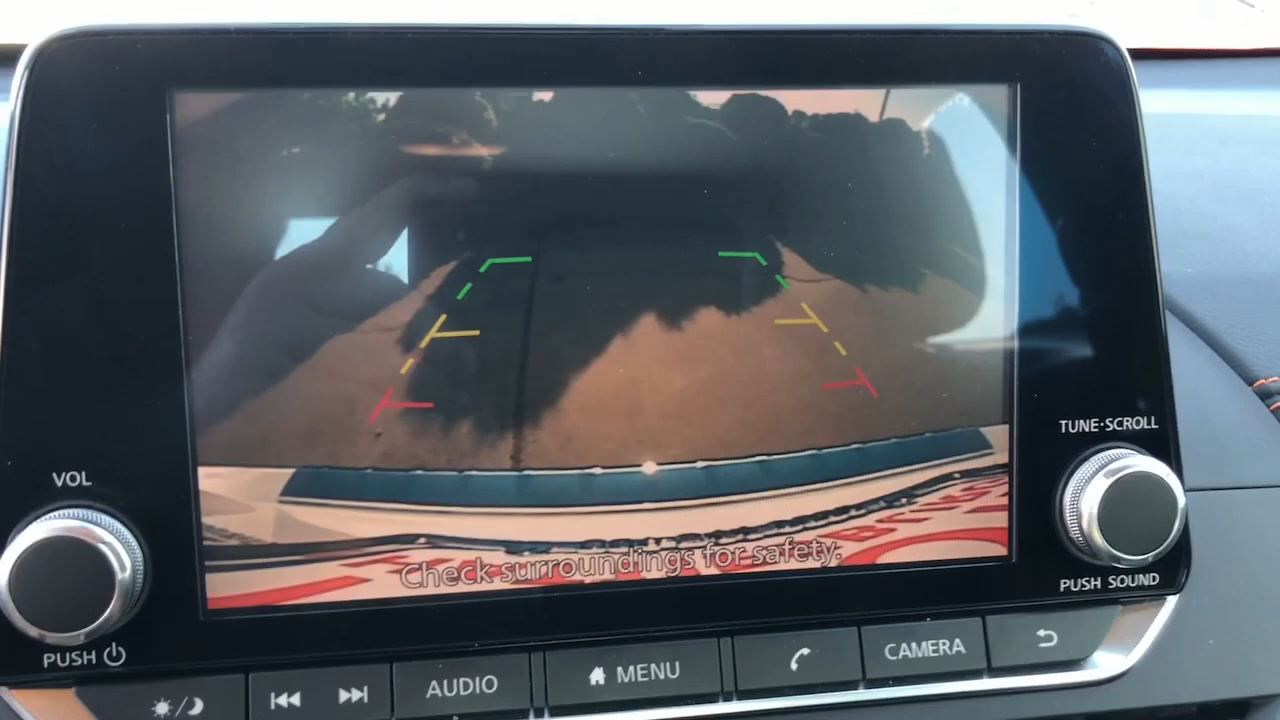 Check surroundings for safety.
VOL
PUSH
TUNE·SCROLL
PUSH SOUND
AUDIO
MENU
CAMERA